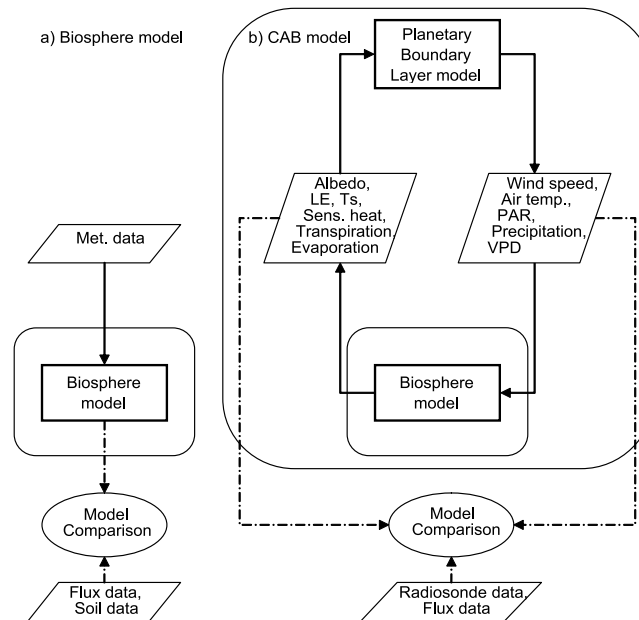 a) Biosphere model
Met. data
Biosphere
model
Model
Comparison
Flux data,
Soil data
b) CAB model
Planetary
Boundary
Layer model
Albedo,
LE, Ts,
Sens. heat,
Transpiration,
Evaporation
Wind speed,
Air temp.,
PAR,
Precipitation,
VPD
Biosphere
model
Model
Comparison
Radiosonde data,
Flux data